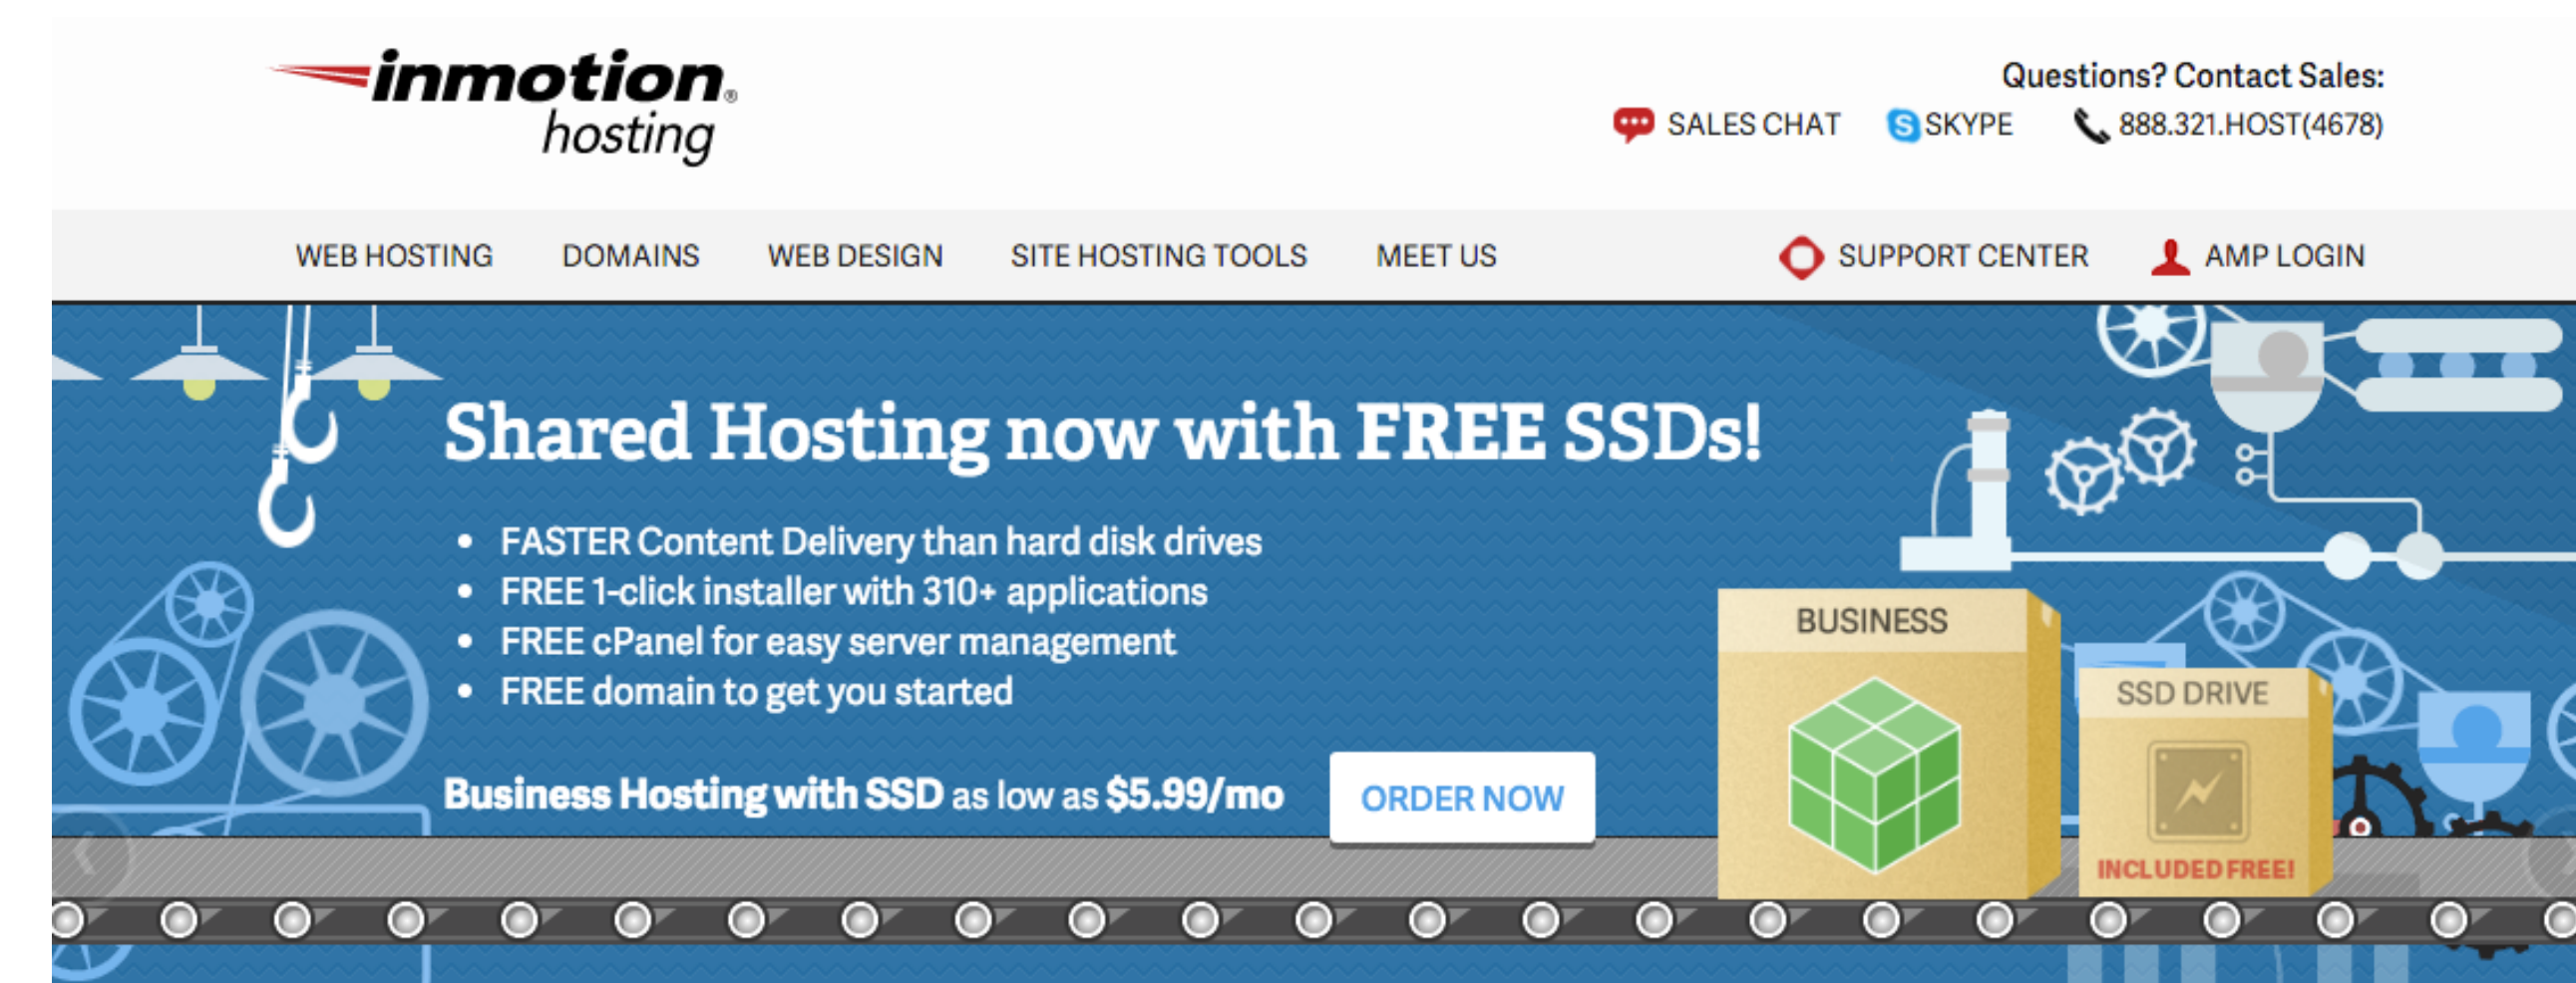 inmotion®
hosting
Questions? Contact Sales:
SALES CHAT SKYPE 888.321.HOST(4678)
WEB HOSTING DOMAINS WEB DESIGN SITE HOSTING TOOLS MEET US SUPPORT CENTER AMP LOGIN
Shared Hosting now with FREE SSDs!
• FASTER Content Delivery than hard disk drives
• FREE 1-click installer with 310+ applications
• FREE cPanel for easy server management
• FREE domain to get you started
Business Hosting with SSD as low as $5.99/mo
ORDER NOW
BUSINESS
SSD DRIVE
INCLUDED FREE!